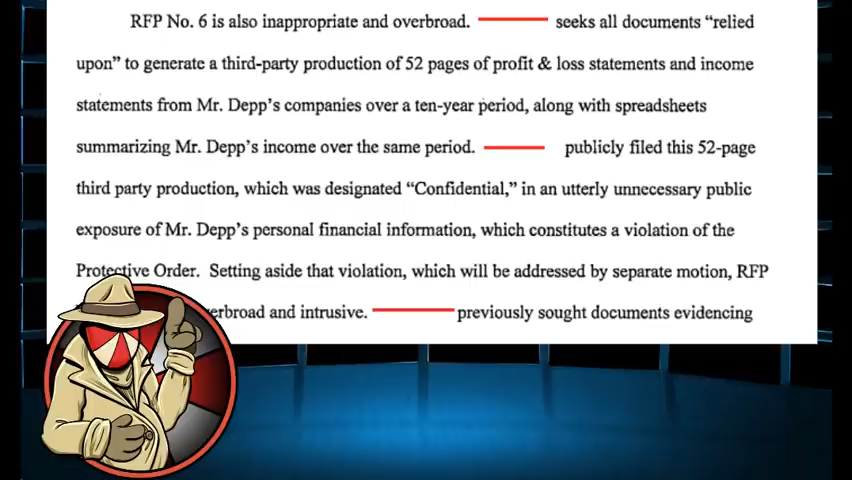 RFP No. 6 is also inappropriate and overbroad. seeks all documents “relied
upon” to generate a third-party production of 52 pages of profit & loss statements and income
statements from Mr. Depp’s companies over a ten-year period, along with spreadsheets
summarizing Mr. Depp’s income over the same period. publicly filed this 52-page
third party production, which was designated “Confidential,” in an utterly unnecessary public
exposure of Mr. Depp’s personal financial information, which constitutes a violation of the
Protective Order. Setting aside that violation, which will be addressed by separate motion, RFP
erbroad and intrusive. previously sought documents evidencing